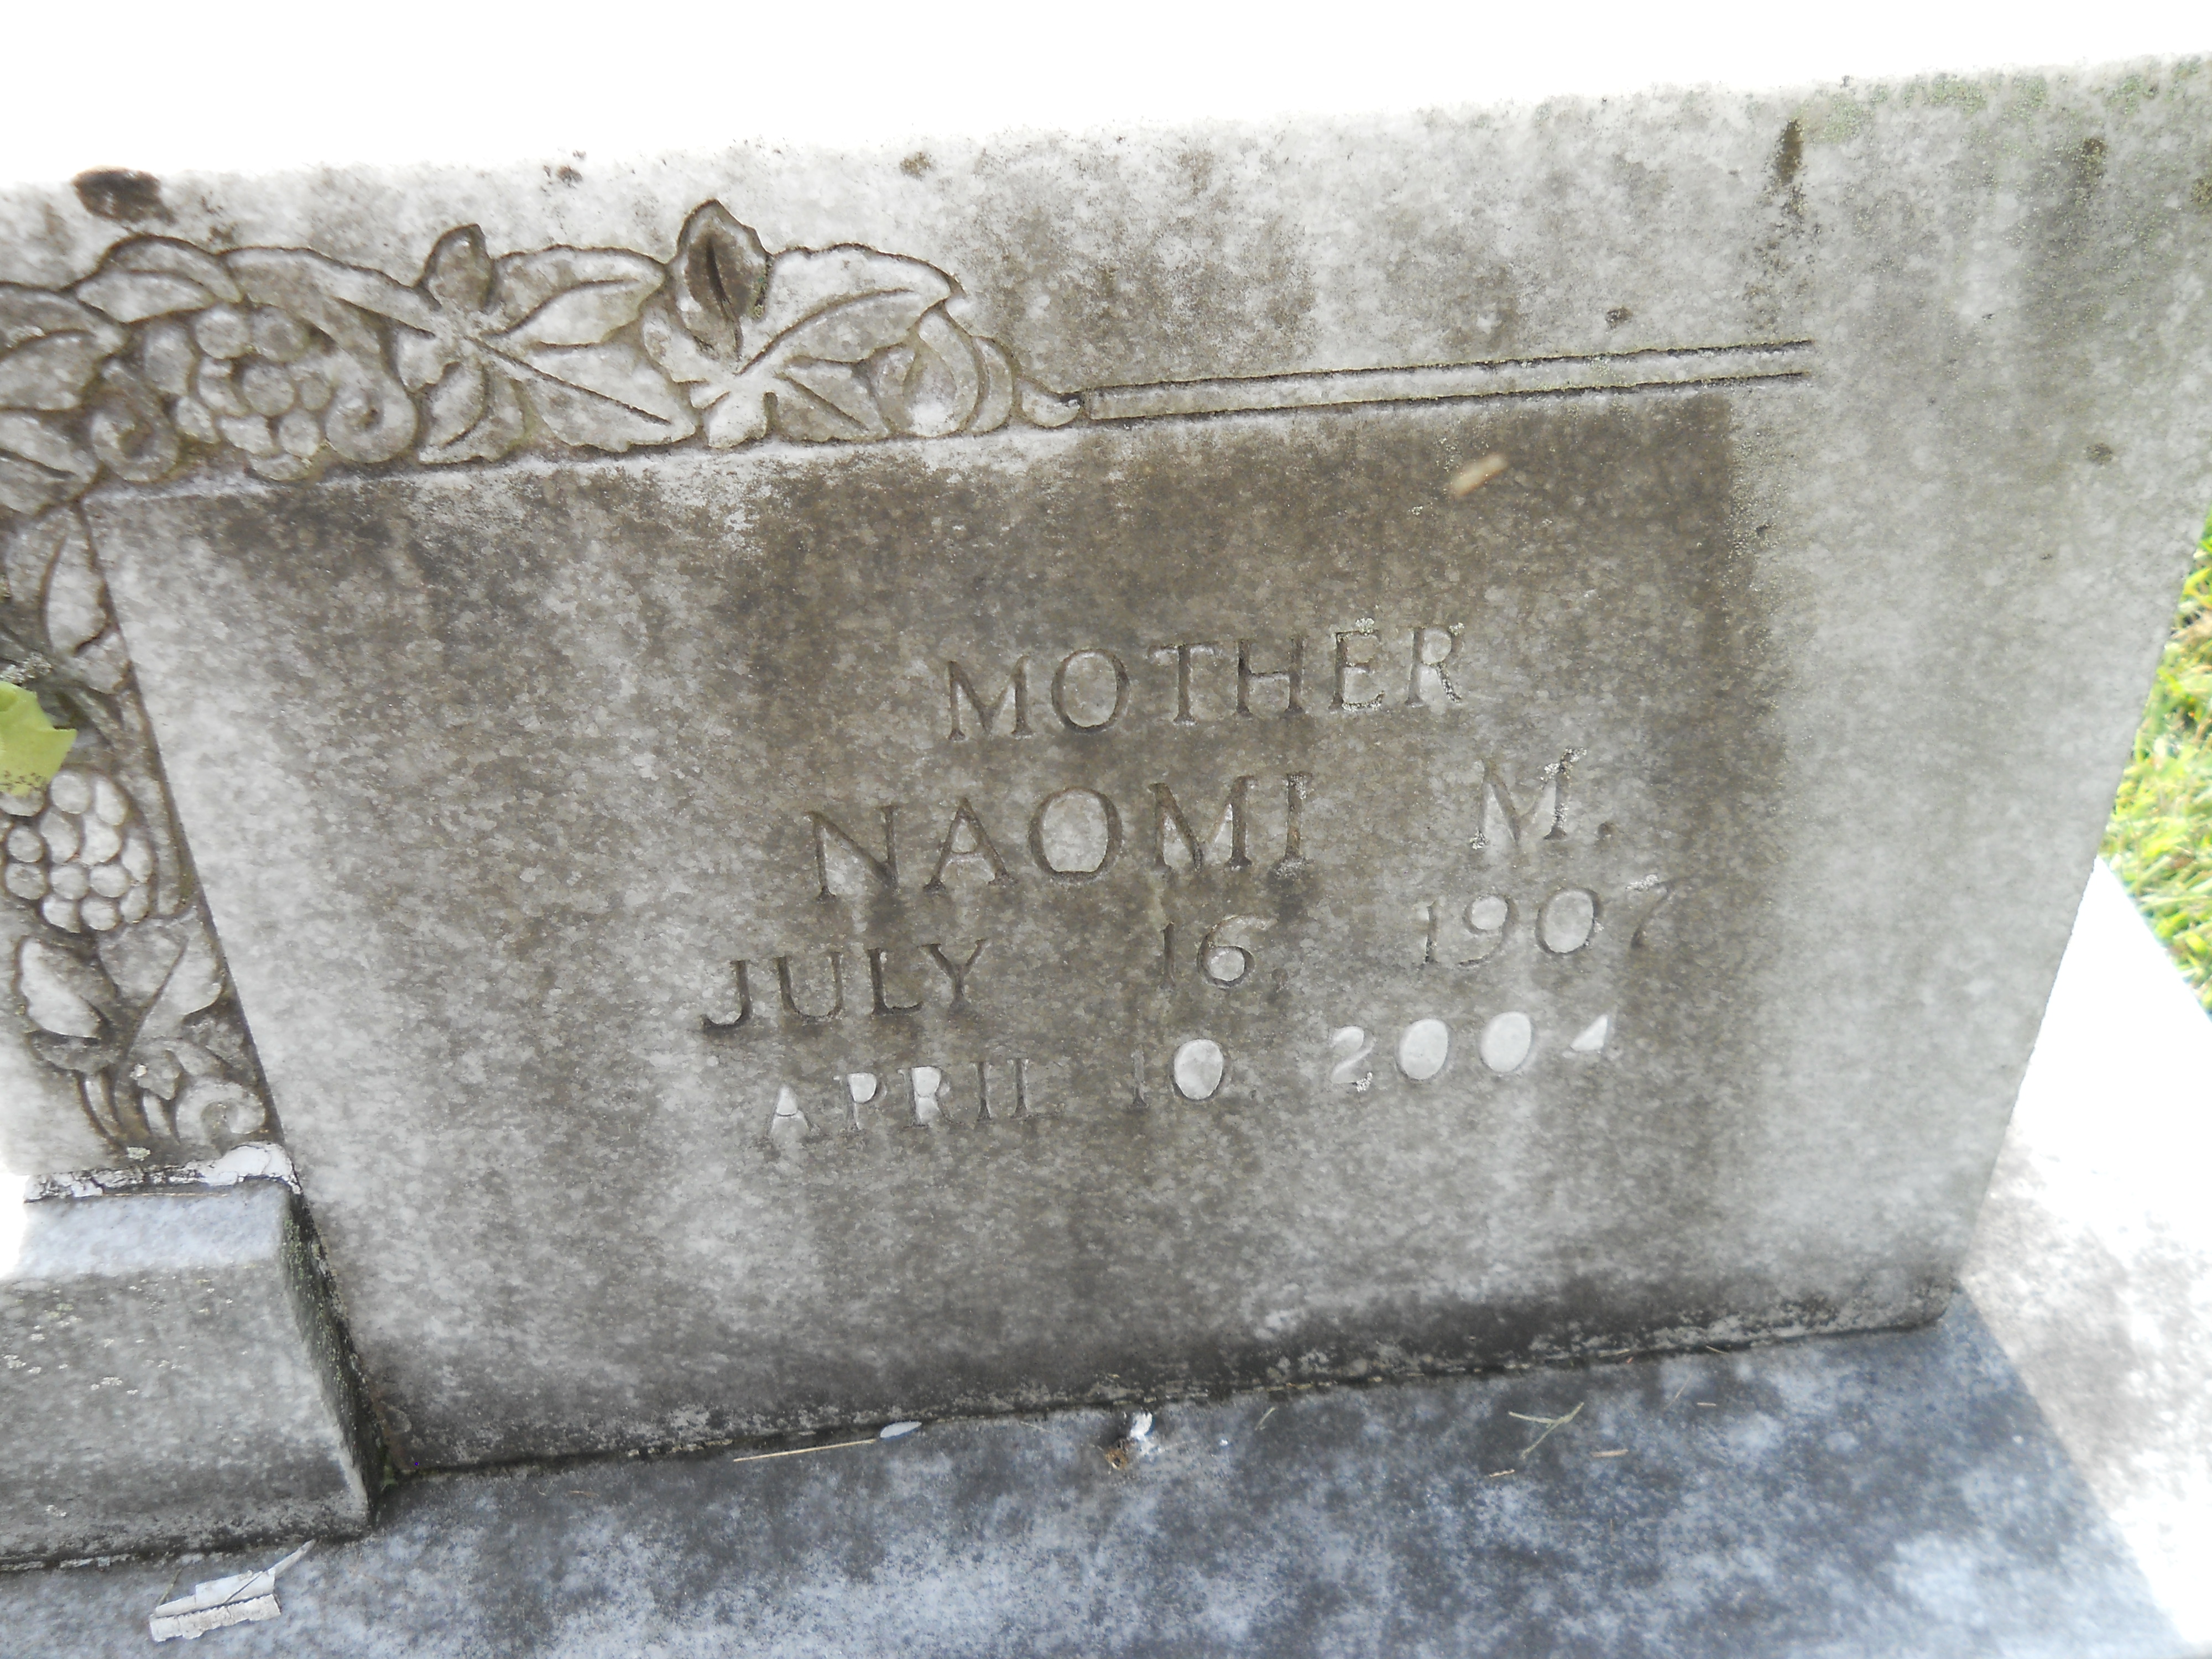 MOTHER
NAOMI M.
JULY 16, 1907
APRIL 10, 2004